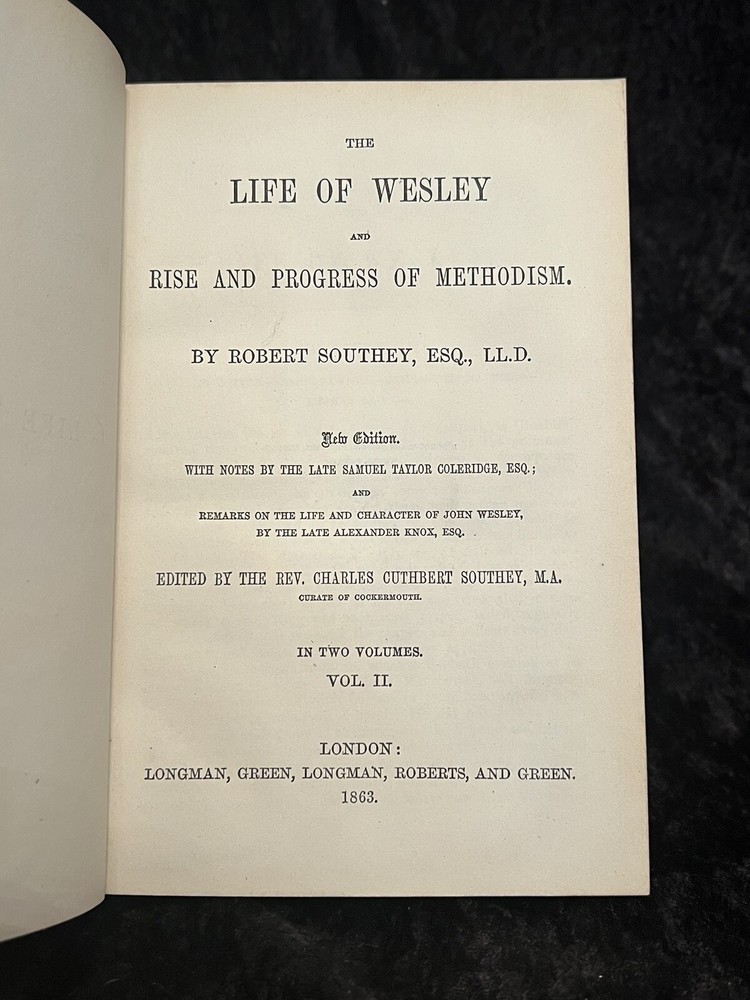 THE
LIFE OF WESLEY
AND
RISE AND PROGRESS OF METHODISM.
BY ROBERT SOUTHEY, ESQ., LL.D.
New Edition.
WITH NOTES BY THE LATE SAMUEL TAYLOR COLERIDGE, ESQ.;
AND
REMARKS ON THE LIFE AND CHARACTER OF JOHN WESLEY,
BY THE LATE ALEXANDER KNOX, ESQ.
EDITED BY THE REV. CHARLES CUTHBERT SOUTHEY, M.A.
CURATE OF COCKERMOUTH.
IN TWO VOLUMES.
VOL. II.
LONDON:
LONGMAN, GREEN, LONGMAN, ROBERTS, AND GREEN.
1863.